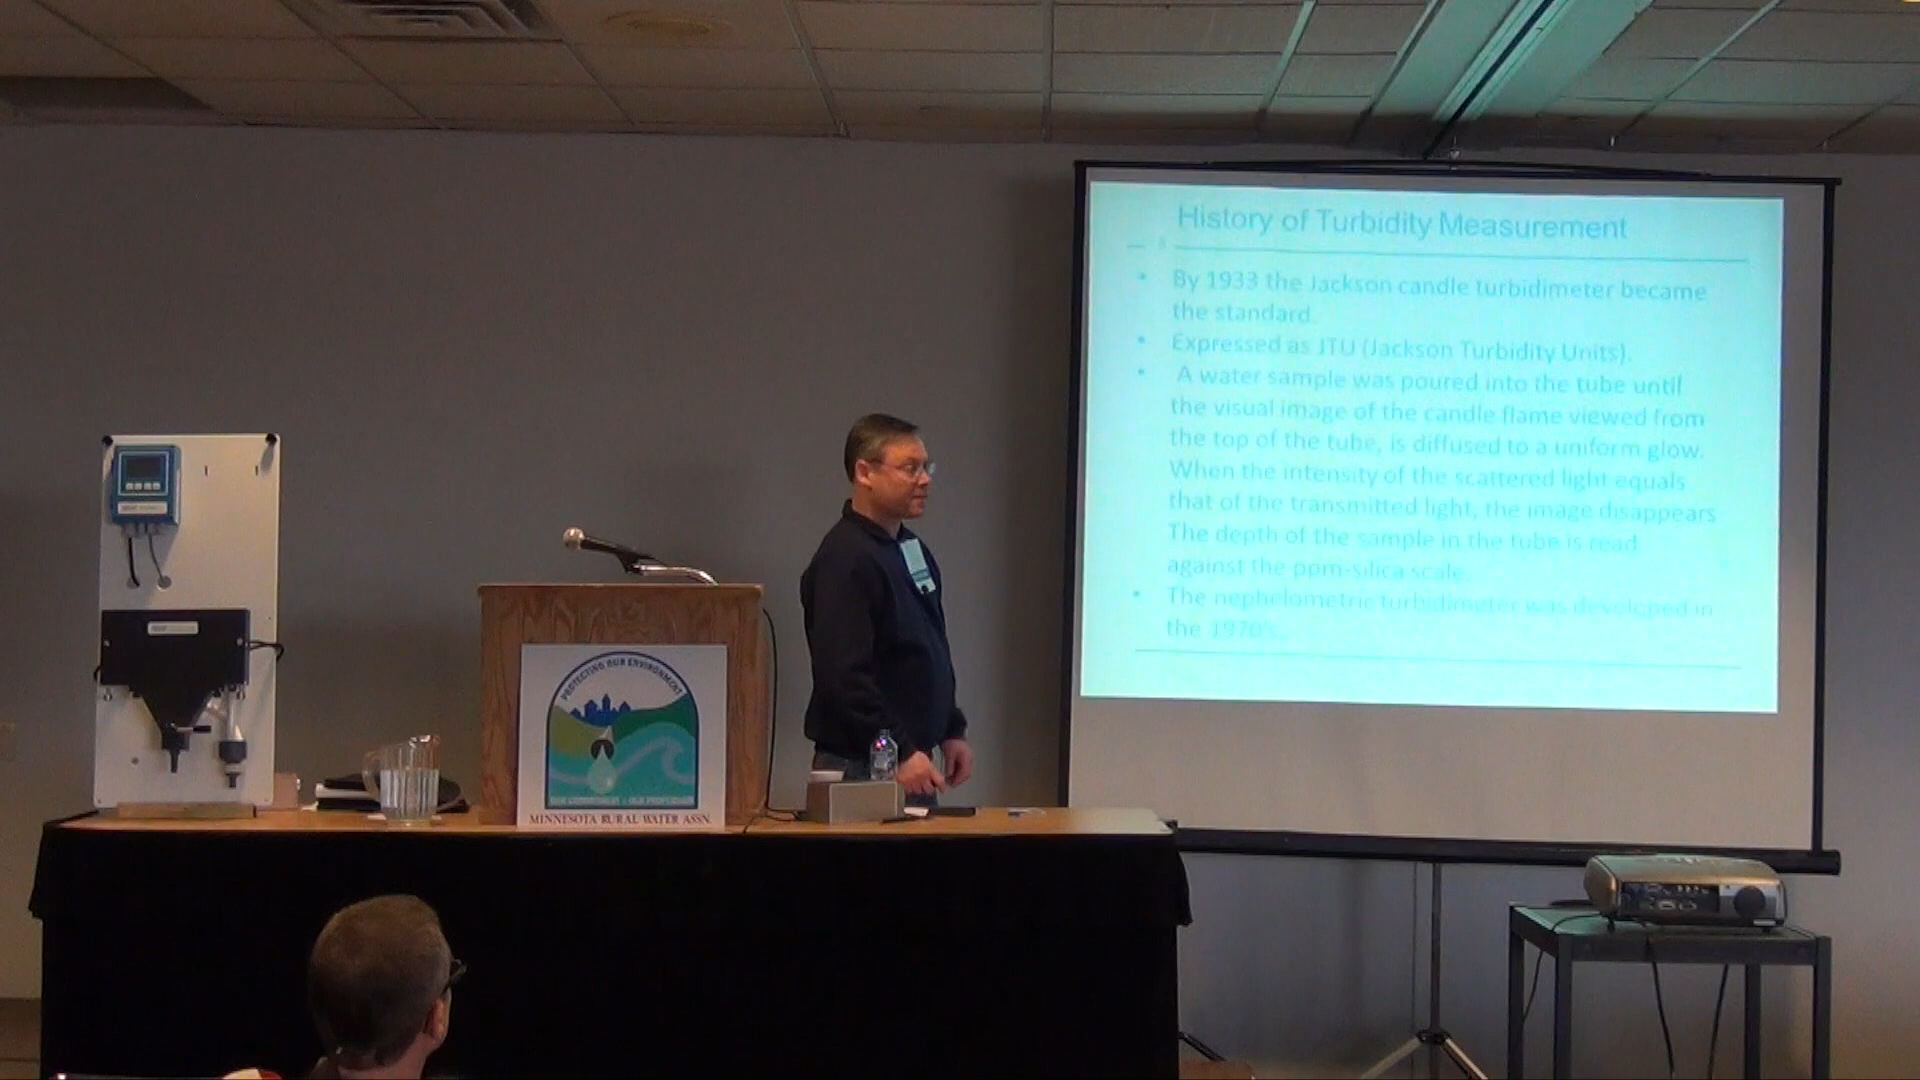 History of Turbidity Measurement
• By 1933 the Jackson candle turbidimeter became
the standard.
• Expressed as JTU (Jackson Turbidity Units).
• A water sample was poured into the tube until
the visual image of the candle flame viewed from
the top of the tube, is diffused to a uniform glow.
When the intensity of the scattered light equals
that of the transmitted light, the image disappears
The depth of the sample in the tube is read
against the ppm-silica scale
• The nephelometric turbidimeter was developed in
the 1970's.
PROTECTING OUR ENVIRONMENT
OUR COMMITMENT - OUR PROFESSION
MINNESOTA RURAL WATER ASSN.